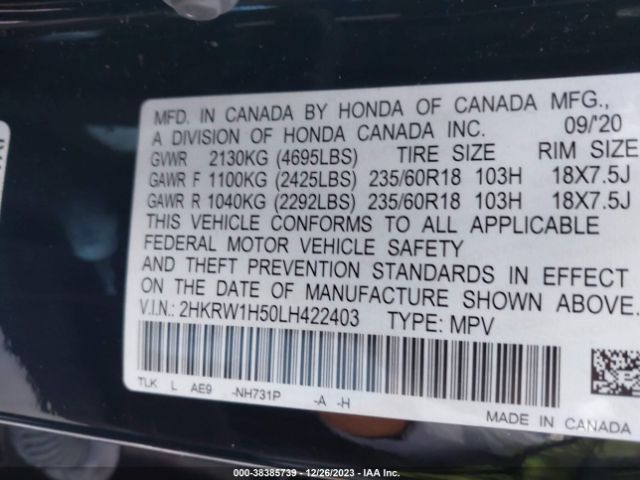 MFD. IN CANADA BY HONDA OF CANADA MFG.,
A DIVISION OF HONDA CANADA INC. 09/'20
GVWR 2130KG (4695LBS) TIRE SIZE RIM SIZE
GAWR F 1100KG (2425LBS) 235/60R18 103H 18X7.5J
GAWR R 1040KG (2292LBS) 235/60R18 103H 18X7.5J
THIS VEHICLE CONFORMS TO ALL APPLICABLE
FEDERAL MOTOR VEHICLE SAFETY
AND THEFT PREVENTION STANDARDS IN EFFECT
ON THE DATE OF MANUFACTURE SHOWN ABOVE.
V.I.N.: 2HKRW1H50LH422403 TYPE: MPV
TLK L AE9 -NH731P -A -H
MADE IN CANADA
000-38385739 - 12/26/2023 - IAA Inc.